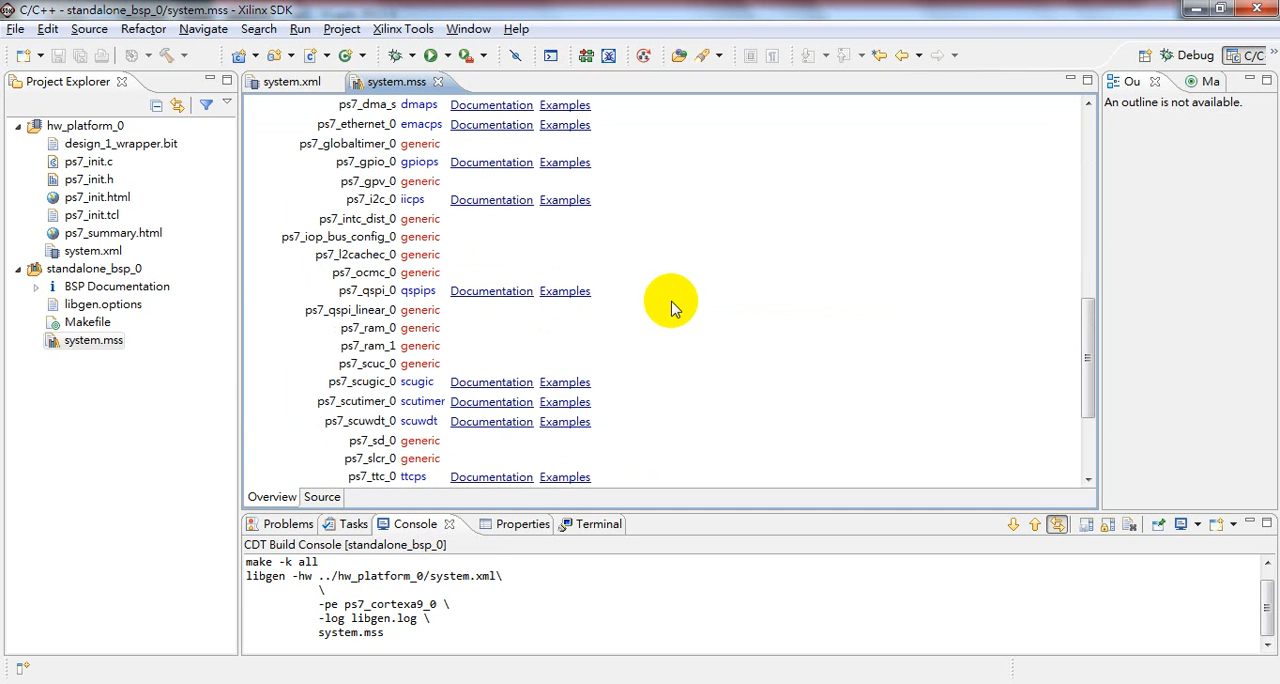 C/C++ - standalone_bsp_0/system.mss - Xilinx SDK
File Edit Source Refactor Navigate Search Run Project Xilinx Tools Window Help
Debug C/C
Project Explorer
system.xml system.mss
Ou Ma
An outline is not available.
hw_platform_0
design_1_wrapper.bit
ps7_init.c
ps7_init.h
ps7_init.html
ps7_init.tcl
ps7_summary.html
system.xml
standalone_bsp_0
BSP Documentation
libgen.options
Makefile
system.mss
ps7_dma_s dmaps Documentation Examples
ps7_ethernet_0 emacps Documentation Examples
ps7_globaltimer_0 generic
ps7_gpio_0 gpiops Documentation Examples
ps7_gpv_0 generic
ps7_i2c_0 iicps Documentation Examples
ps7_intc_dist_0 generic
ps7_iop_bus_config_0 generic
ps7_l2cachec_0 generic
ps7_ocmc_0 generic
ps7_qspi_0 qspips Documentation Examples
ps7_qspi_linear_0 generic
ps7_ram_0 generic
ps7_ram_1 generic
ps7_scuc_0 generic
ps7_scugic_0 scugic Documentation Examples
ps7_scutimer_0 scutimer Documentation Examples
ps7_scuwdt_0 scuwdt Documentation Examples
ps7_sd_0 generic
ps7_slcr_0 generic
ps7_ttc_0 ttcps Documentation Examples
Overview Source
Problems Tasks Console Properties Terminal
CDT Build Console [standalone_bsp_0]
make -k all
libgen -hw ../hw_platform_0/system.xml\
\
-pe ps7_cortexa9_0 \
-log libgen.log \
system.mss